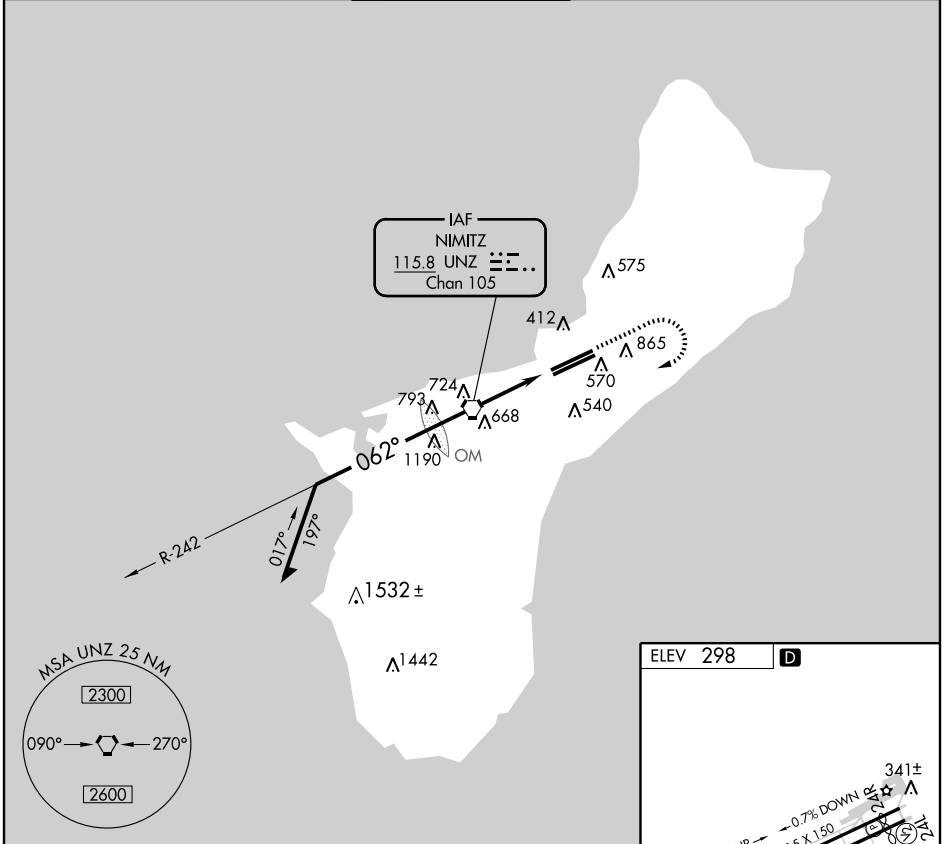 IAF
NIMITZ
115.8 UNZ
Chan 105
575
412
865
570
724
793
668
540
1190
OM
062°
R-242
017°
197°
1532 ±
1442
MSA UNZ 25 NM
2300
090°
270°
2600
ELEV 298
D
341±
0.7% DOWN
24R
5 X 150
P
24L